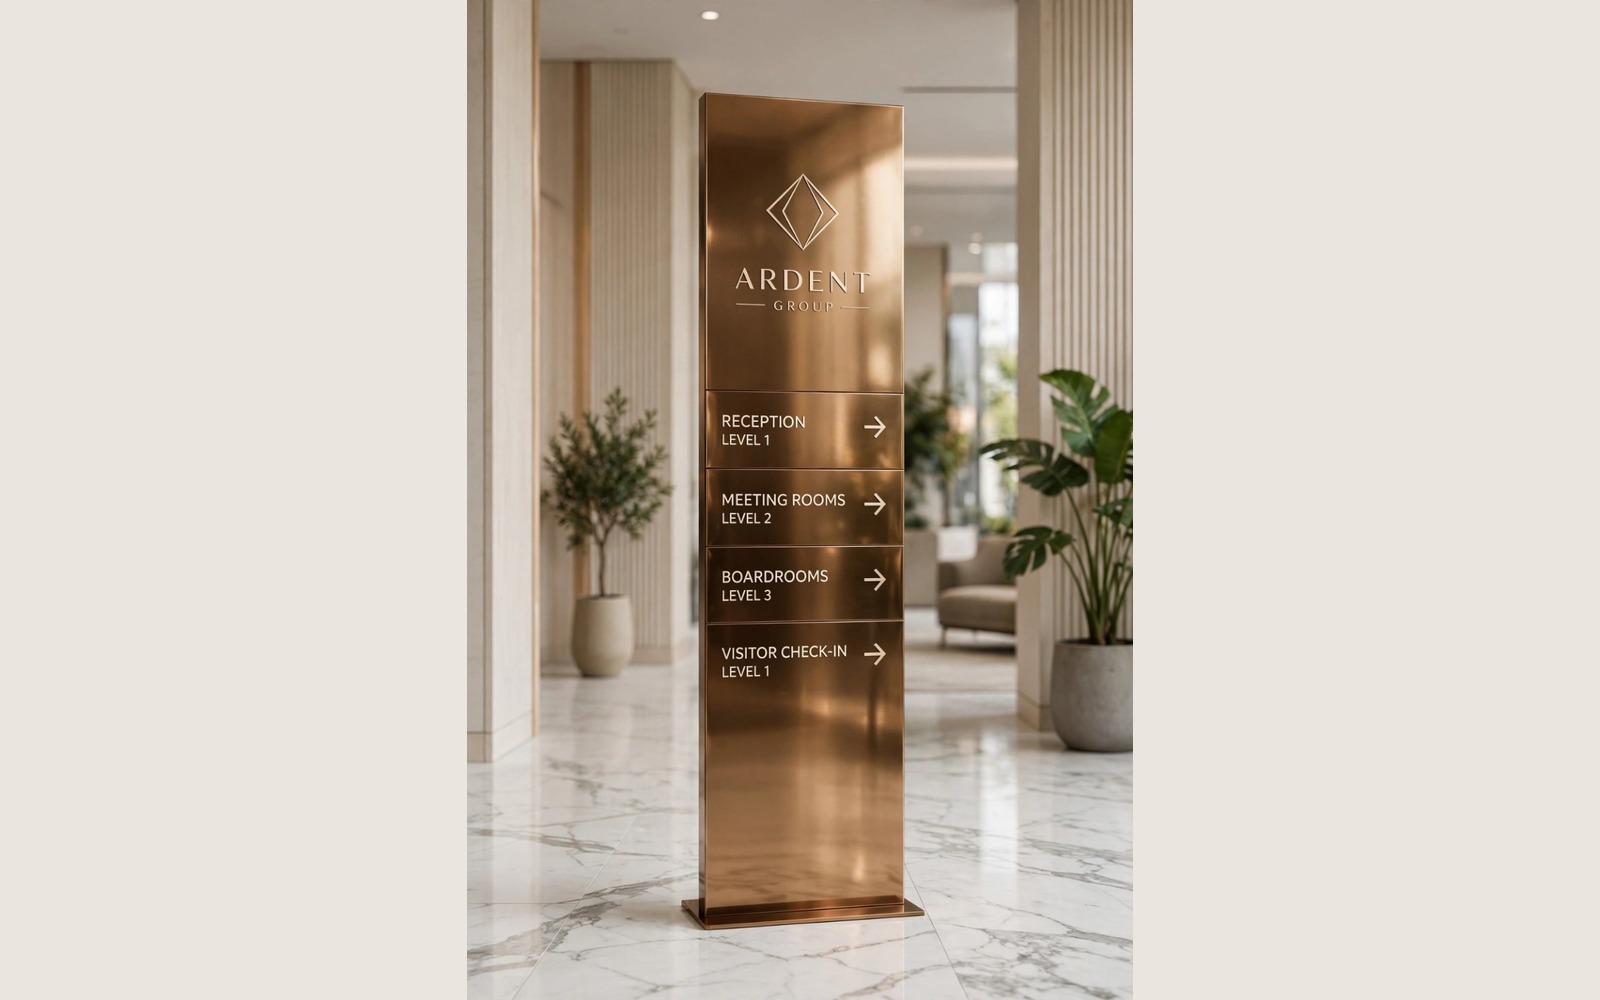 ARDENT
GROUP
RECEPTION
LEVEL 1
MEETING ROOMS
LEVEL 2
BOARDROOMS
LEVEL 3
VISITOR CHECK-IN
LEVEL 1